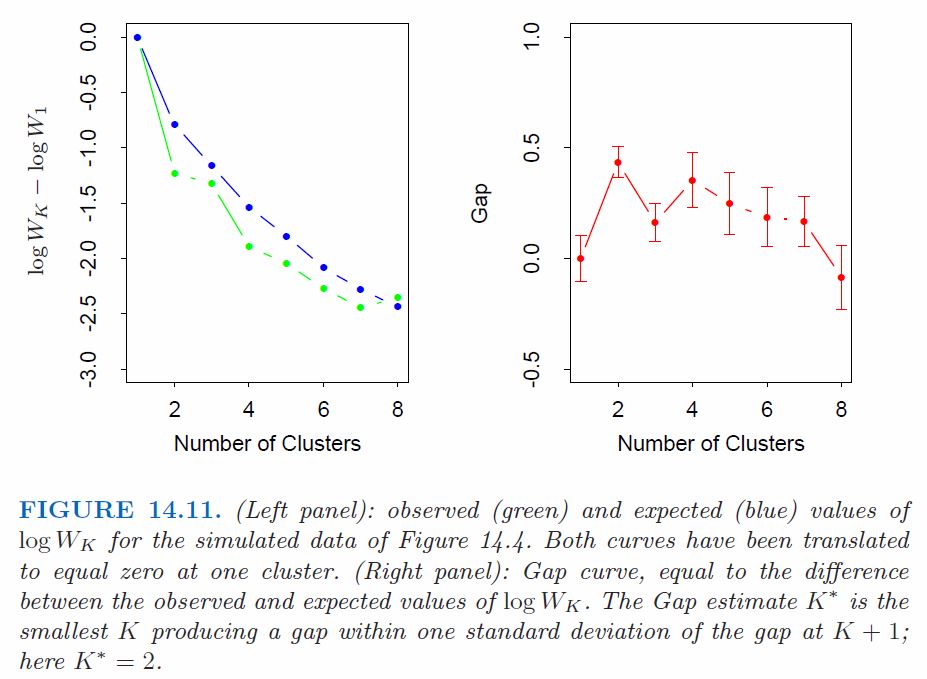 log W_K − log W_1
0.0
-0.5
-1.0
-1.5
-2.0
-2.5
-3.0
2 4 6 8
Number of Clusters
Gap
1.0
0.5
0.0
-0.5
2 4 6 8
Number of Clusters
FIGURE 14.11. (Left panel): observed (green) and expected (blue) values of
log W_K for the simulated data of Figure 14.4. Both curves have been translated
to equal zero at one cluster. (Right panel): Gap curve, equal to the difference
between the observed and expected values of log W_K. The Gap estimate K* is the
smallest K producing a gap within one standard deviation of the gap at K + 1;
here K* = 2.